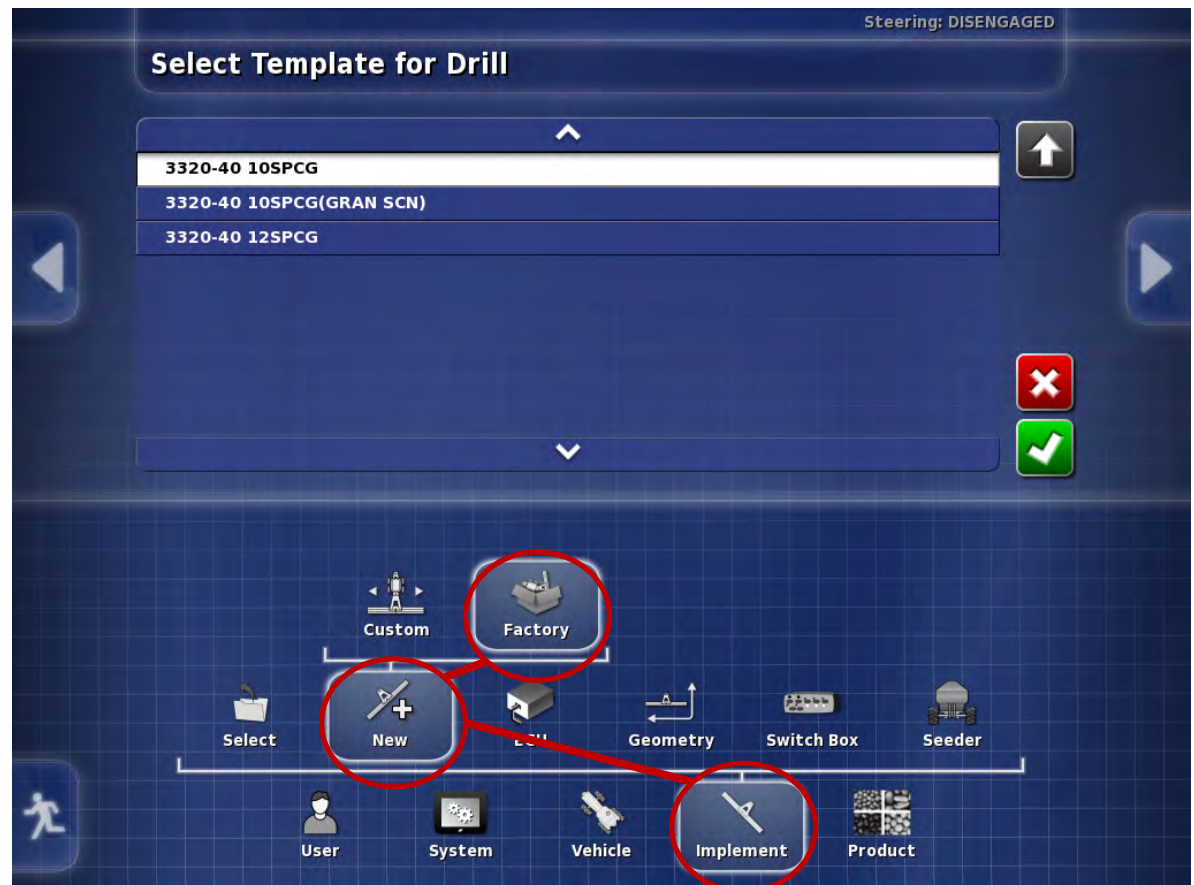 Steering: DISENGAGED
Select Template for Drill
3320-40 10SPCG
3320-40 10SPCG(GRAN SCN)
3320-40 12SPCG
Custom
Factory
Select
New
ECU
Geometry
Switch Box
Seeder
User
System
Vehicle
Implement
Product